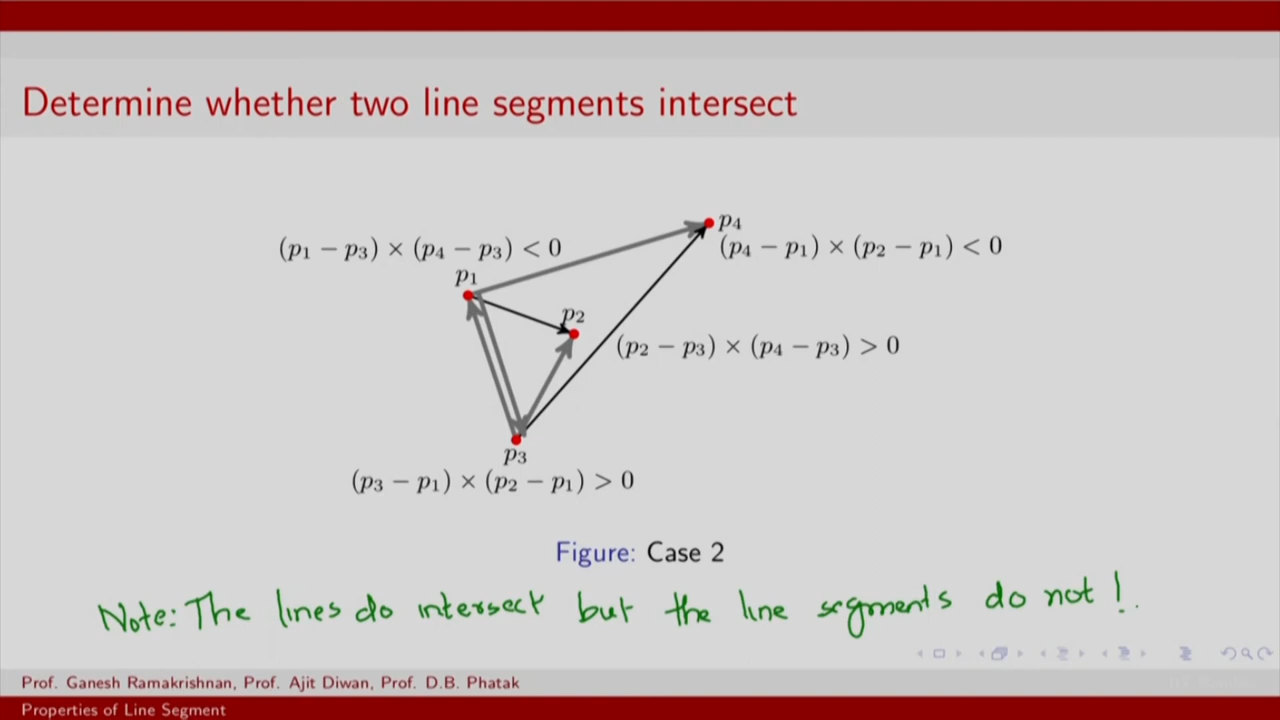 Determine whether two line segments intersect
(p₁ − p₃) × (p₄ − p₃) < 0
p₄
(p₄ − p₁) × (p₂ − p₁) < 0
p₁
p₂
(p₂ − p₃) × (p₄ − p₃) > 0
p₃
(p₃ − p₁) × (p₂ − p₁) > 0
Figure: Case 2
Note: The lines do intersect but the line segments do not!
Prof. Ganesh Ramakrishnan, Prof. Ajit Diwan, Prof. D.B. Phatak
Properties of Line Segment